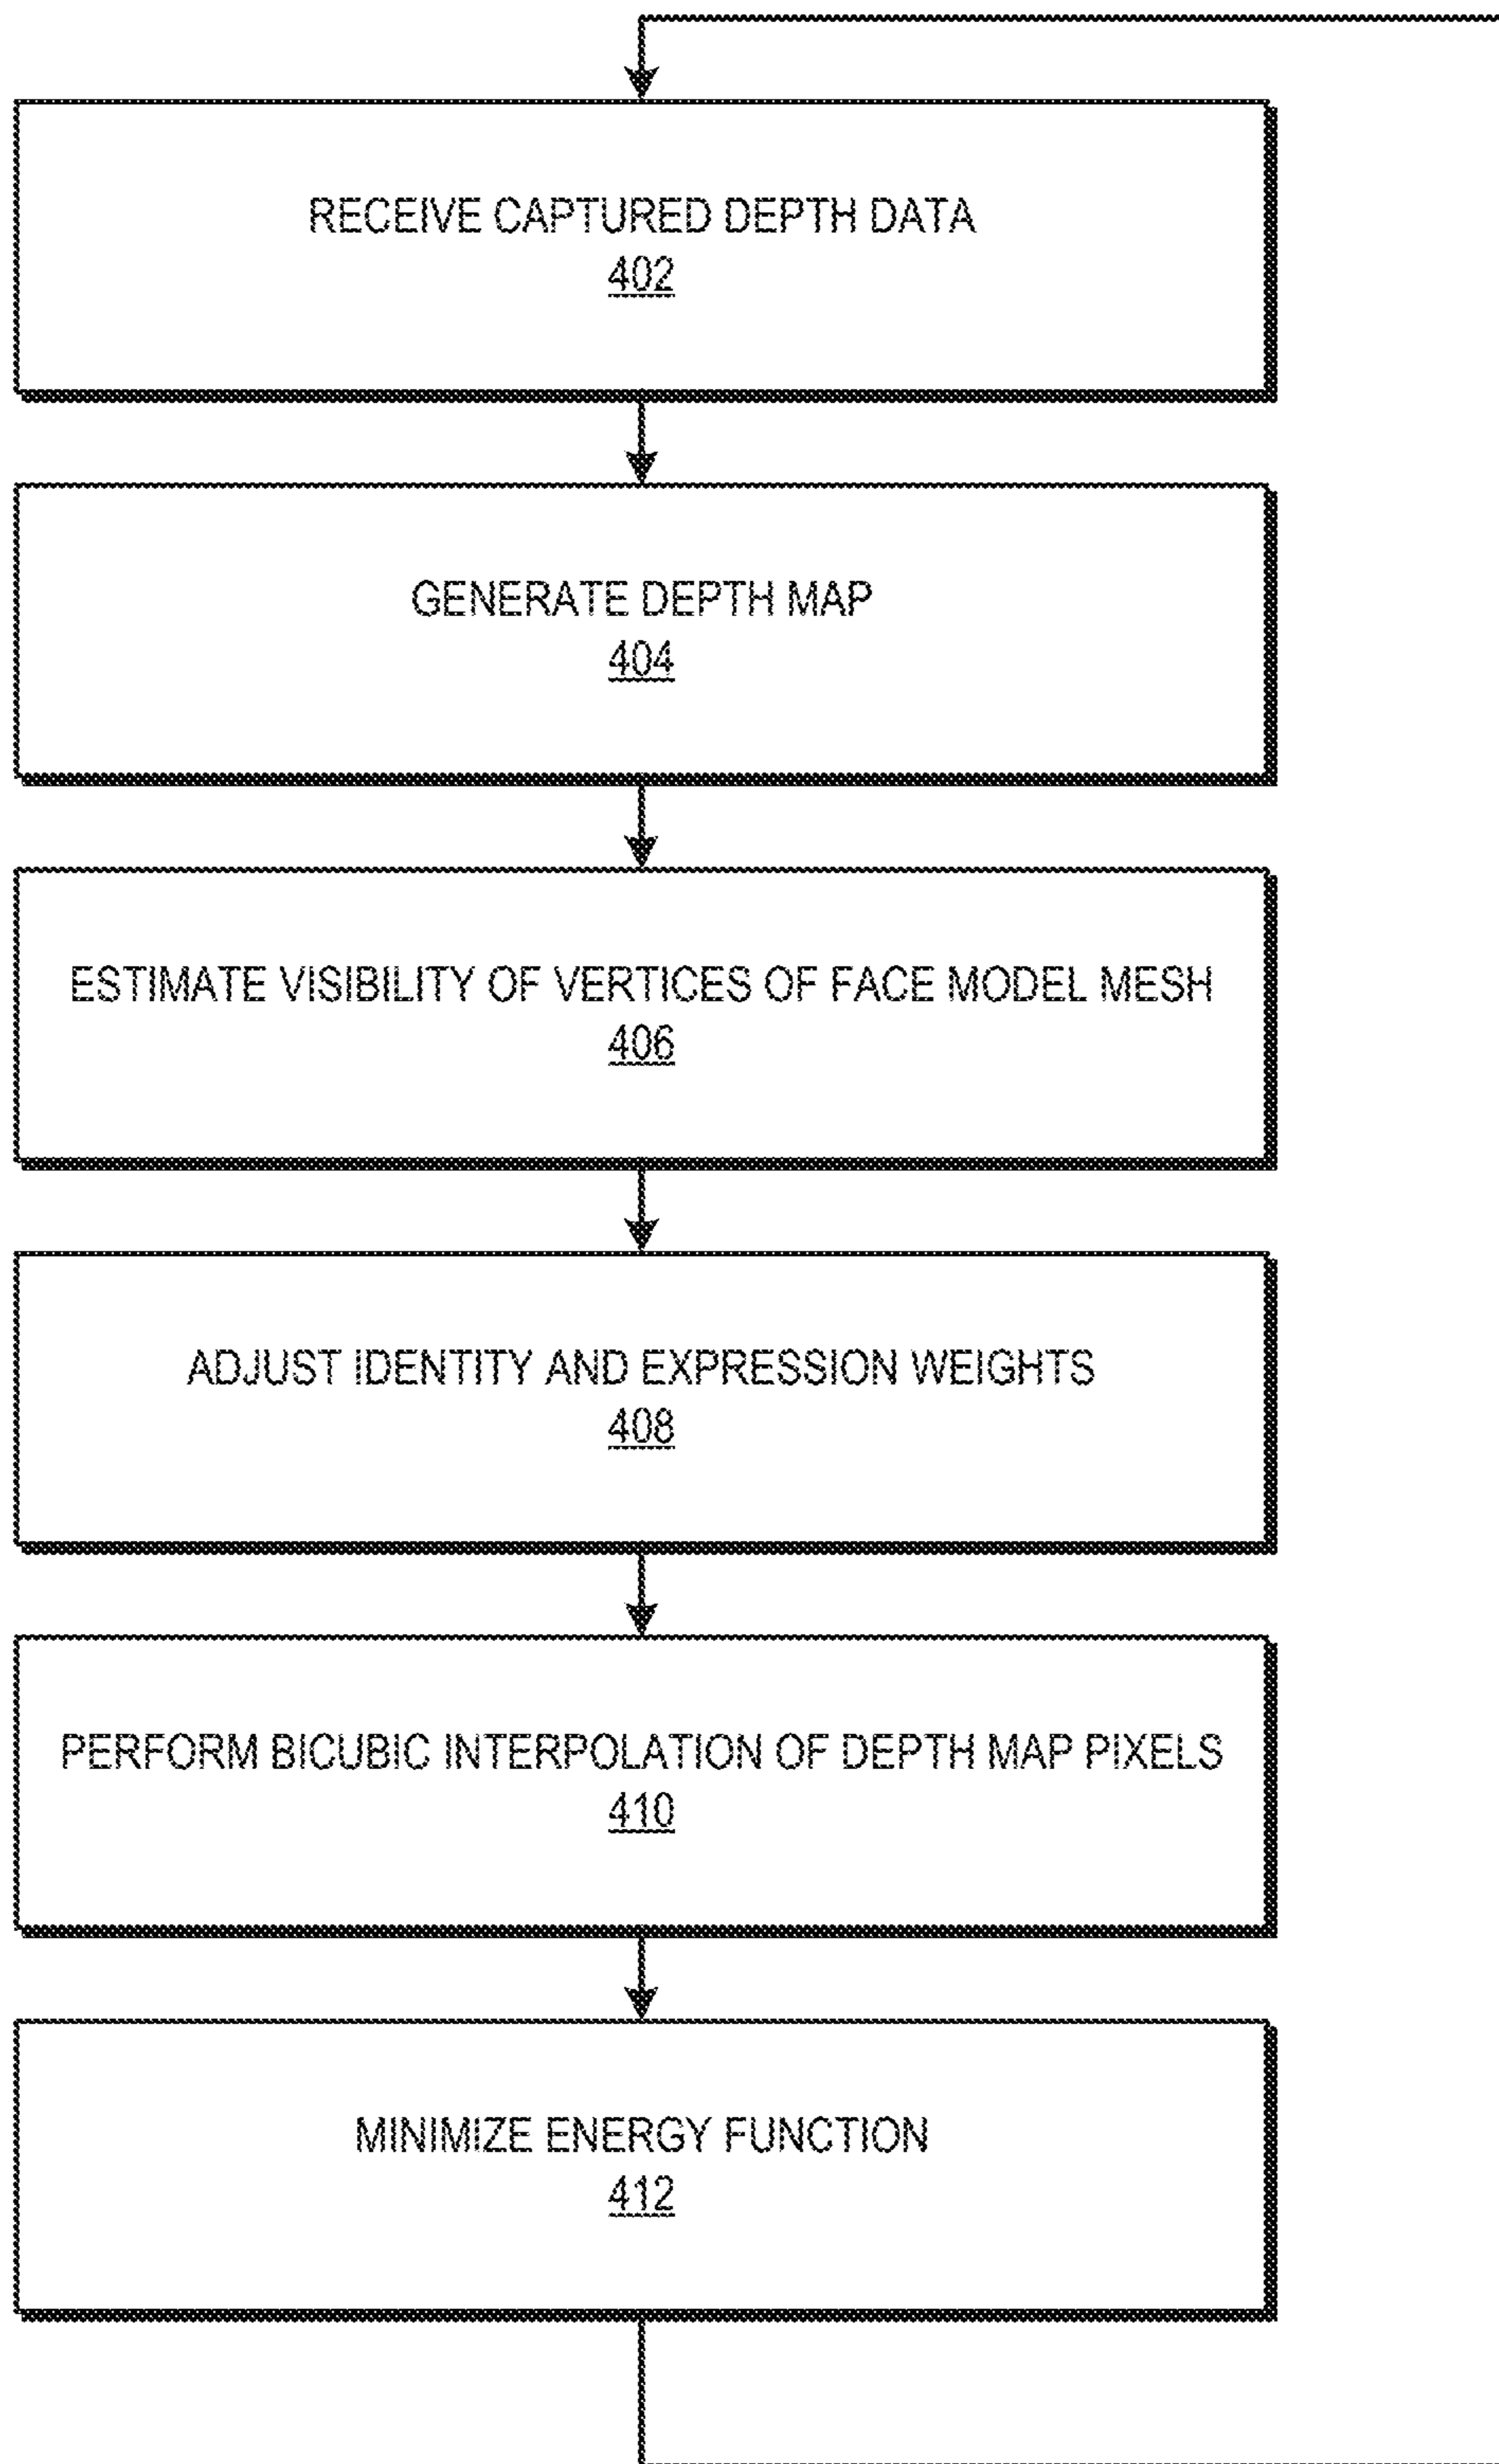 RECEIVE CAPTURED DEPTH DATA
402
GENERATE DEPTH MAP
404
ESTIMATE VISIBILITY OF VERTICES OF FACE MODEL MESH
406
ADJUST IDENTITY AND EXPRESSION WEIGHTS
408
PERFORM BICUBIC INTERPOLATION OF DEPTH MAP PIXELS
410
MINIMIZE ENERGY FUNCTION
412